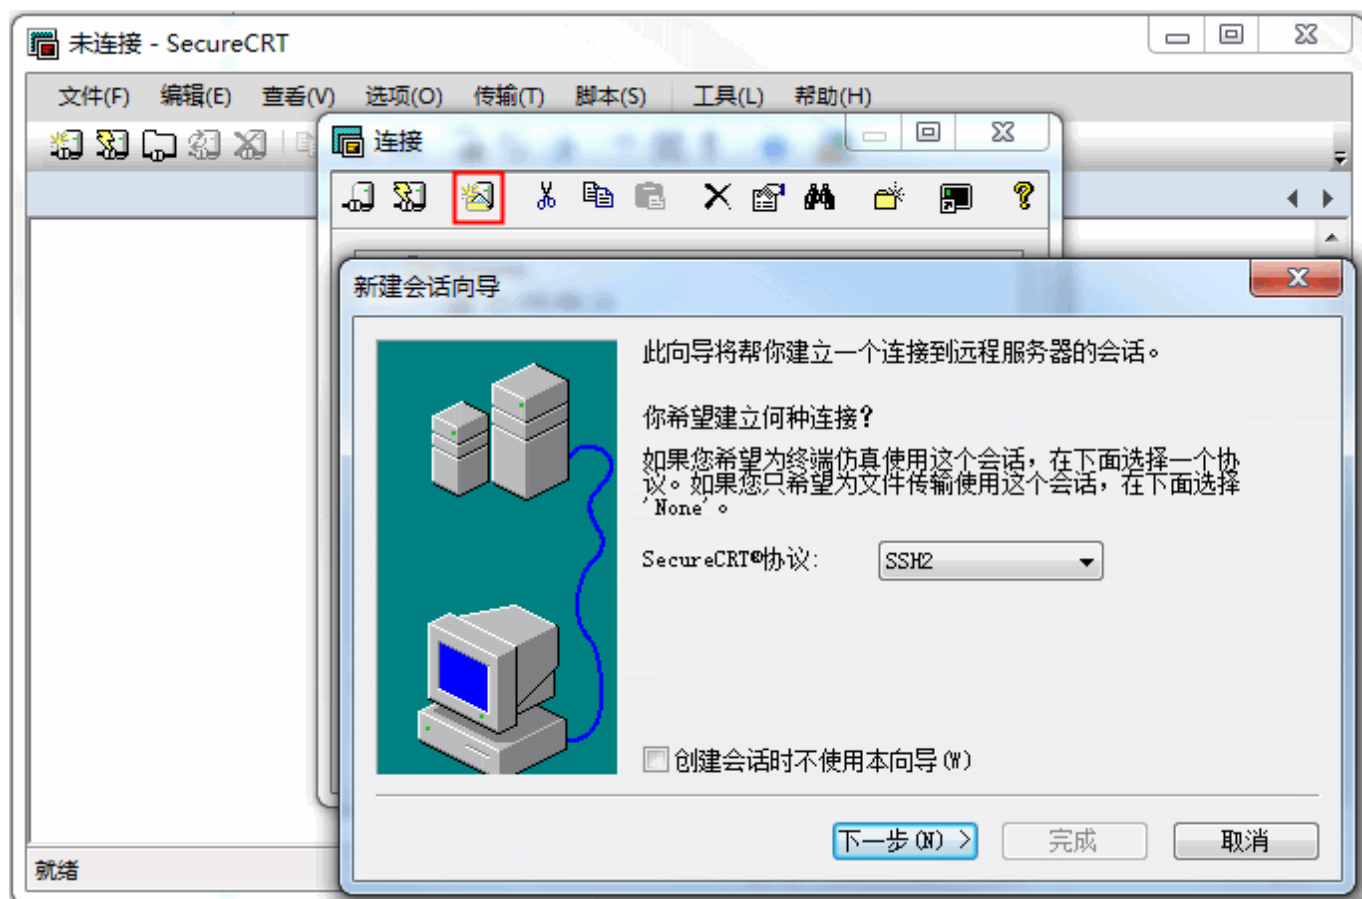 未连接 - SecureCRT
文件(F) 编辑(E) 查看(V) 选项(O) 传输(T) 脚本(S) 工具(L) 帮助(H)
连接
新建会话向导
此向导将帮你建立一个连接到远程服务器的会话。
你希望建立何种连接?
如果您希望为终端仿真使用这个会话，在下面选择一个协
议。如果您只希望为文件传输使用这个会话，在下面选择
'None'。
SecureCRT®协议: SSH2
创建会话时不使用本向导(W)
下一步(N) > 完成 取消
就绪